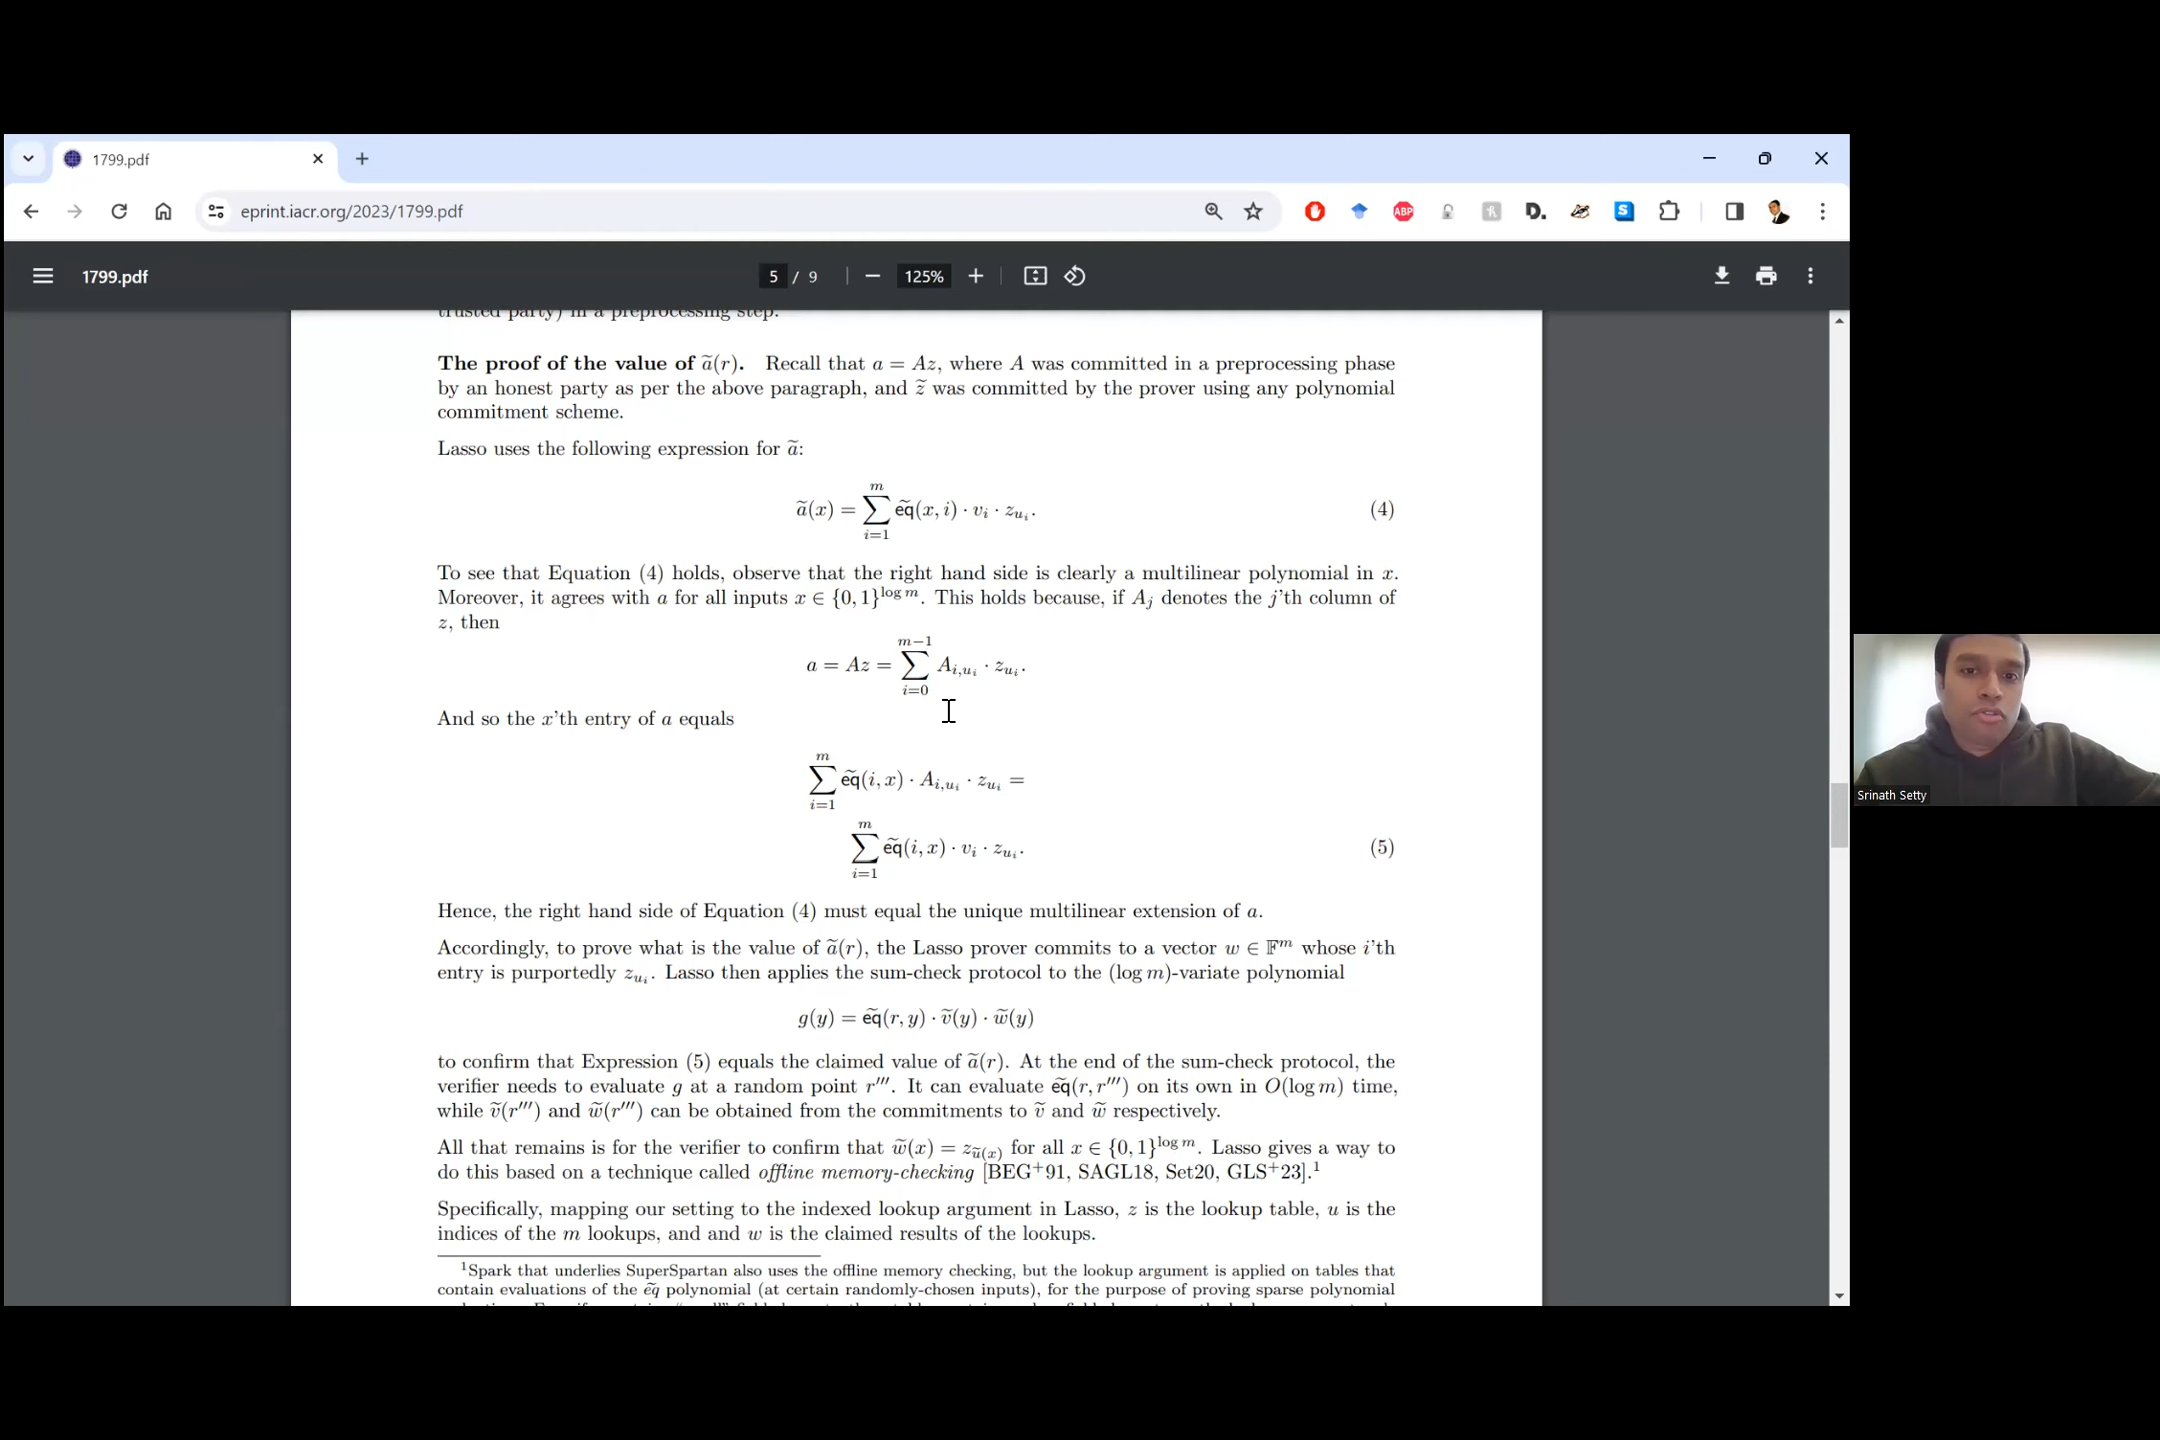 1799.pdf
eprint.iacr.org/2023/1799.pdf
ABP
D.
S
1799.pdf
5 / 9
125%
trusted party) in a preprocessing step.
The proof of the value of ã(r). Recall that a = Az, where A was committed in a preprocessing phase
by an honest party as per the above paragraph, and z̃ was committed by the prover using any polynomial
commitment scheme.
Lasso uses the following expression for ã:
ã(x) = ∑_{i=1}^{m} ẽq(x, i) · v_i · z_{u_i}. (4)
To see that Equation (4) holds, observe that the right hand side is clearly a multilinear polynomial in x.
Moreover, it agrees with a for all inputs x ∈ {0, 1}^{log m}. This holds because, if A_j denotes the j'th column of
z, then
a = Az = ∑_{i=0}^{m−1} A_{i,u_i} · z_{u_i}.
And so the x'th entry of a equals
∑_{i=1}^{m} ẽq(i, x) · A_{i,u_i} · z_{u_i} =
∑_{i=1}^{m} ẽq(i, x) · v_i · z_{u_i}. (5)
Hence, the right hand side of Equation (4) must equal the unique multilinear extension of a.
Accordingly, to prove what is the value of ã(r), the Lasso prover commits to a vector w ∈ 𝔽^m whose i'th
entry is purportedly z_{u_i}. Lasso then applies the sum-check protocol to the (log m)-variate polynomial
g(y) = ẽq(r, y) · ṽ(y) · w̃(y)
to confirm that Expression (5) equals the claimed value of ã(r). At the end of the sum-check protocol, the
verifier needs to evaluate g at a random point r′′′. It can evaluate ẽq(r, r′′′) on its own in O(log m) time,
while ṽ(r′′′) and w̃(r′′′) can be obtained from the commitments to ṽ and w̃ respectively.
All that remains is for the verifier to confirm that w̃(x) = z_{ũ(x)} for all x ∈ {0, 1}^{log m}. Lasso gives a way to
do this based on a technique called offline memory-checking [BEG⁺91, SAGL18, Set20, GLS⁺23].¹
Specifically, mapping our setting to the indexed lookup argument in Lasso, z is the lookup table, u is the
indices of the m lookups, and and w is the claimed results of the lookups.
¹Spark that underlies SuperSpartan also uses the offline memory checking, but the lookup argument is applied on tables that
contain evaluations of the ẽq polynomial (at certain randomly-chosen inputs), for the purpose of proving sparse polynomial
Srinath Setty